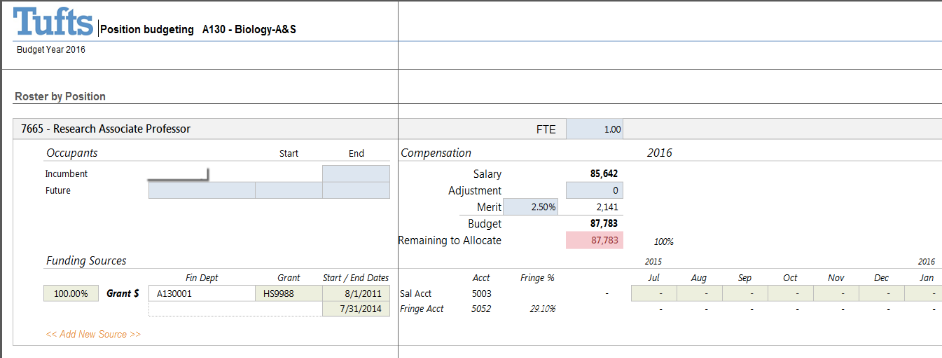 Tufts Position budgeting A130 - Biology-A&S
Budget Year 2016
Roster by Position
7665 - Research Associate Professor FTE 1.00
Occupants Start End Compensation 2016
Incumbent Salary 85,642
Future Adjustment 0
Merit 2.50% 2,141
Budget 87,783
Remaining to Allocate 87,783 100%
Funding Sources 2015 2016
Fin Dept Grant Start / End Dates Acct Fringe % Jul Aug Sep Oct Nov Dec Jan
100.00% Grant $ A130001 HS9988 8/1/2011 Sal Acct 5003 - - - - - - - -
7/31/2014 Fringe Acct 5052 29.10% - - - - - - -
<< Add New Source >>